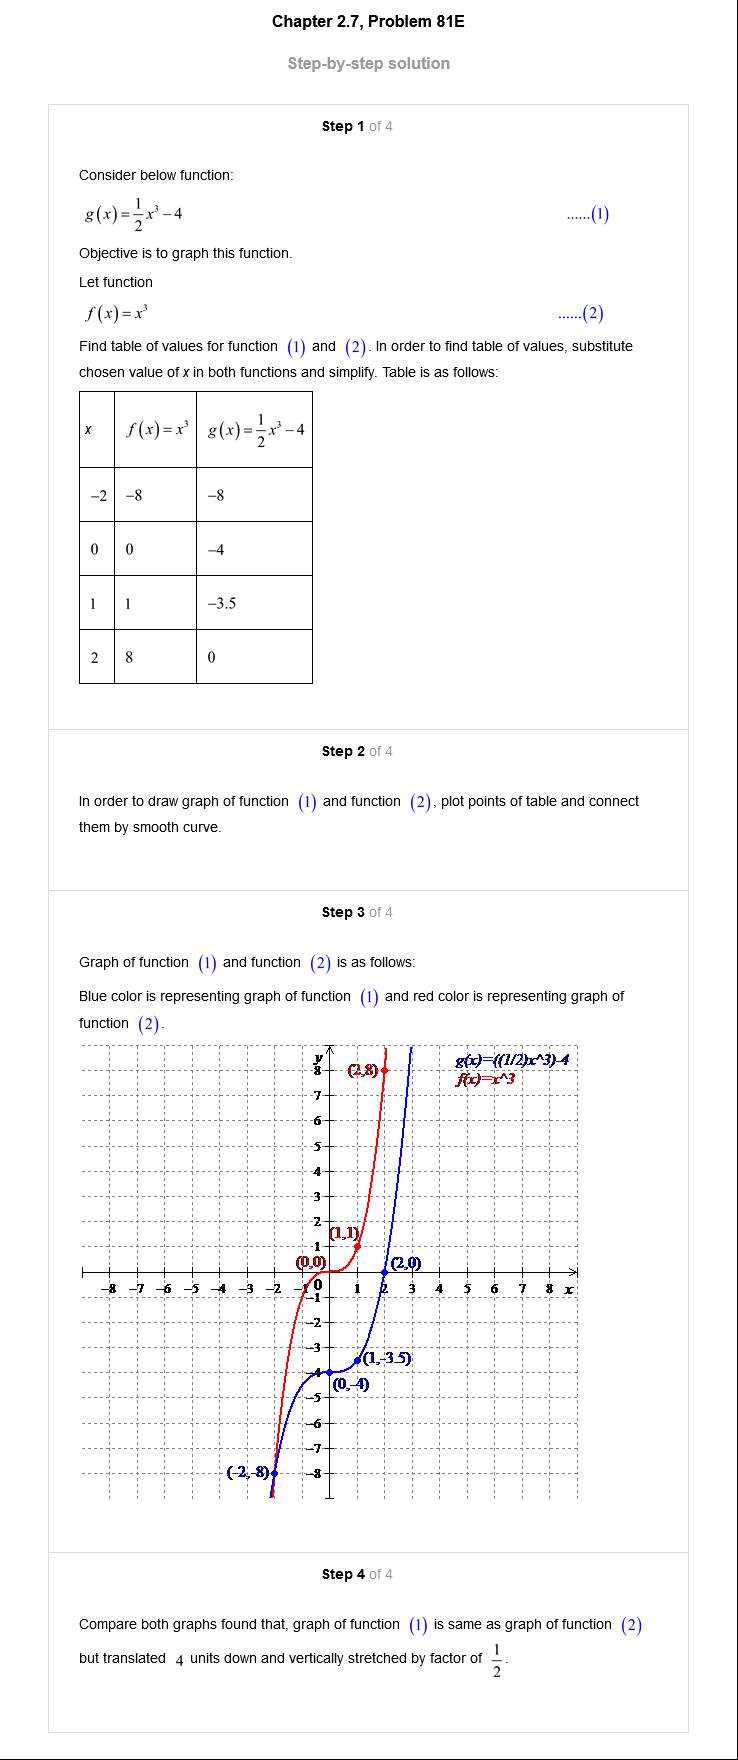 Chapter 2.7, Problem 81E
Step-by-step solution
Step 1 of 4
Consider below function:
g(x)=1/2x³−4 ......(1)
Objective is to graph this function.
Let function
f(x)=x³ ......(2)
Find table of values for function (1) and (2). In order to find table of values, substitute
chosen value of x in both functions and simplify. Table is as follows:
x f(x)=x³ g(x)=1/2x³−4
−2 −8 −8
0 0 −4
1 1 −3.5
2 8 0
Step 2 of 4
In order to draw graph of function (1) and function (2), plot points of table and connect
them by smooth curve.
Step 3 of 4
Graph of function (1) and function (2) is as follows:
Blue color is representing graph of function (1) and red color is representing graph of
function (2).
y
g(x)=((1/2)x^3)-4
8
(2,8)
f(x)=x^3
7
6
5
4
3
2
(1,1)
1
(0,0)
(2,0)
−8 −7 −6 −5 −4 −3 −2 −1 0 1 2 3 4 5 6 7 8 x
−1
−2
−3
(1,-3.5)
−4
(0,-4)
−5
−6
−7
(-2,-8)
−8
Step 4 of 4
Compare both graphs found that, graph of function (1) is same as graph of function (2)
but translated 4 units down and vertically stretched by factor of 1/2.